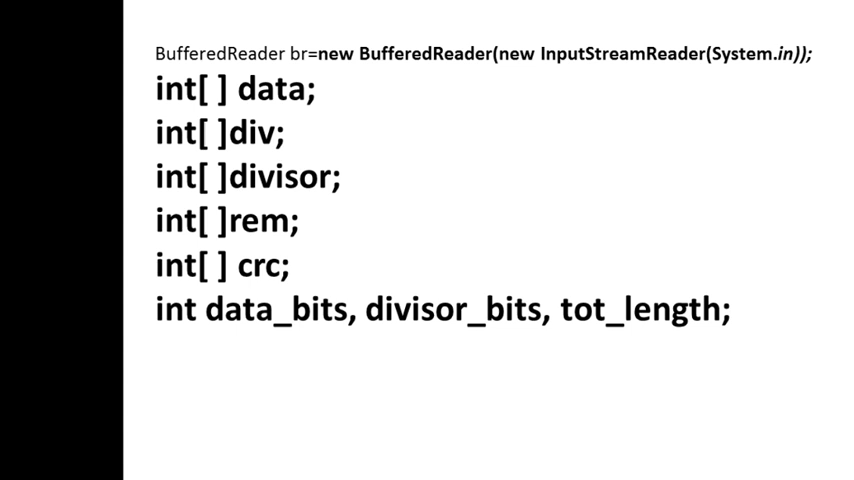 BufferedReader br=new BufferedReader(new InputStreamReader(System.in));
int[ ] data;
int[ ]div;
int[ ]divisor;
int[ ]rem;
int[ ] crc;
int data_bits, divisor_bits, tot_length;